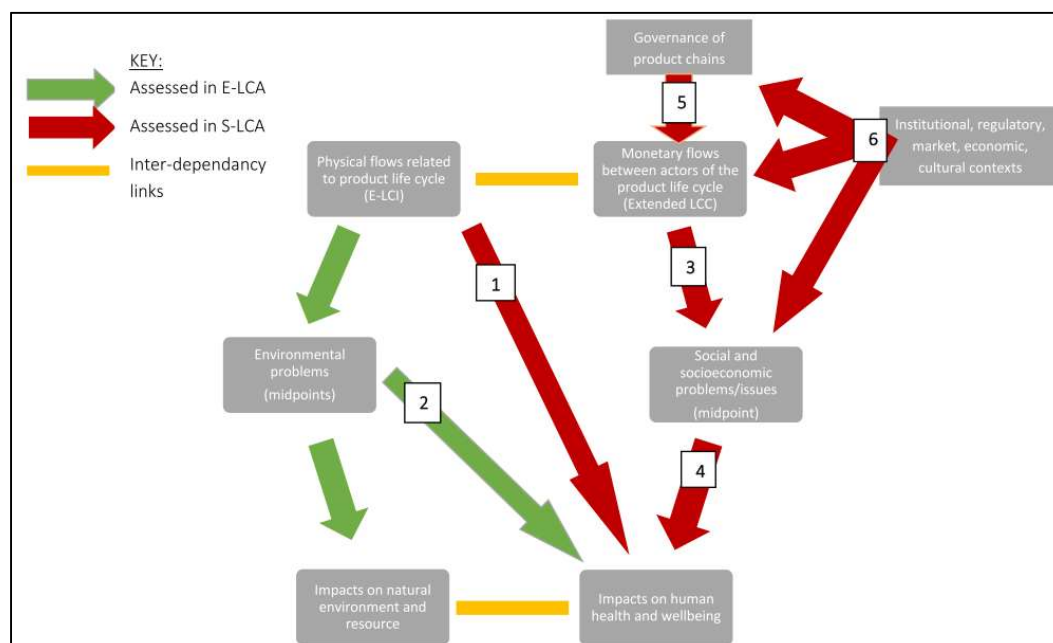 KEY:
Assessed in E-LCA
Assessed in S-LCA
Inter-dependancy
links
Governance of
product chains
5
6
Institutional, regulatory,
market, economic,
cultural contexts
Physical flows related
to product life cycle
(E-LCI)
Monetary flows
between actors of the
product life cycle
(Extended LCC)
1
3
Environmental
problems
(midpoints)
Social and
socioeconomic
problems/issues
(midpoint)
2
4
Impacts on natural
environment and
resource
Impacts on human
health and wellbeing